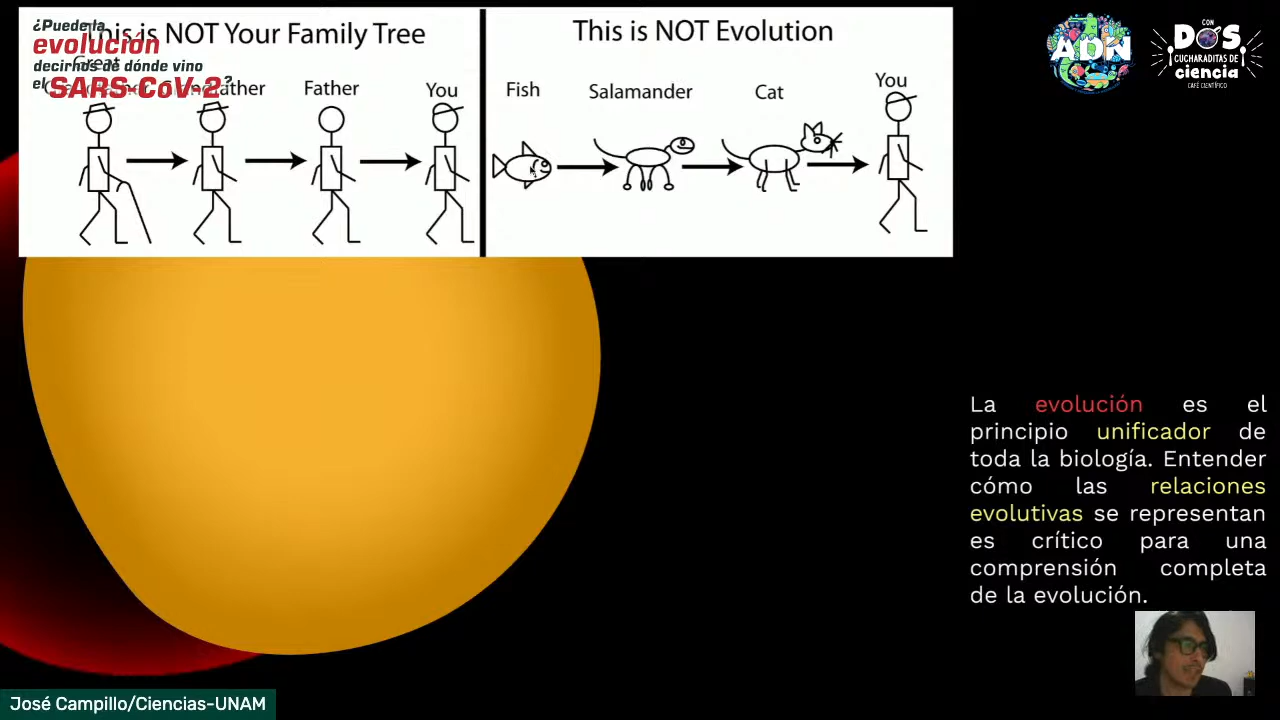 ¿Puede la
evolución
decirnos de dónde vino
el SARS-CoV-2?
This is NOT Your Family Tree
Great
Father
You
This is NOT Evolution
Fish
Salamander
Cat
You
ADN
CON
DOS
CUCHARADITAS DE
ciencia
CAFÉ CIENTÍFICO
La evolución es el
principio unificador de
toda la biología. Entender
cómo las relaciones
evolutivas se representan
es crítico para una
comprensión completa
de la evolución.
José Campillo/Ciencias-UNAM